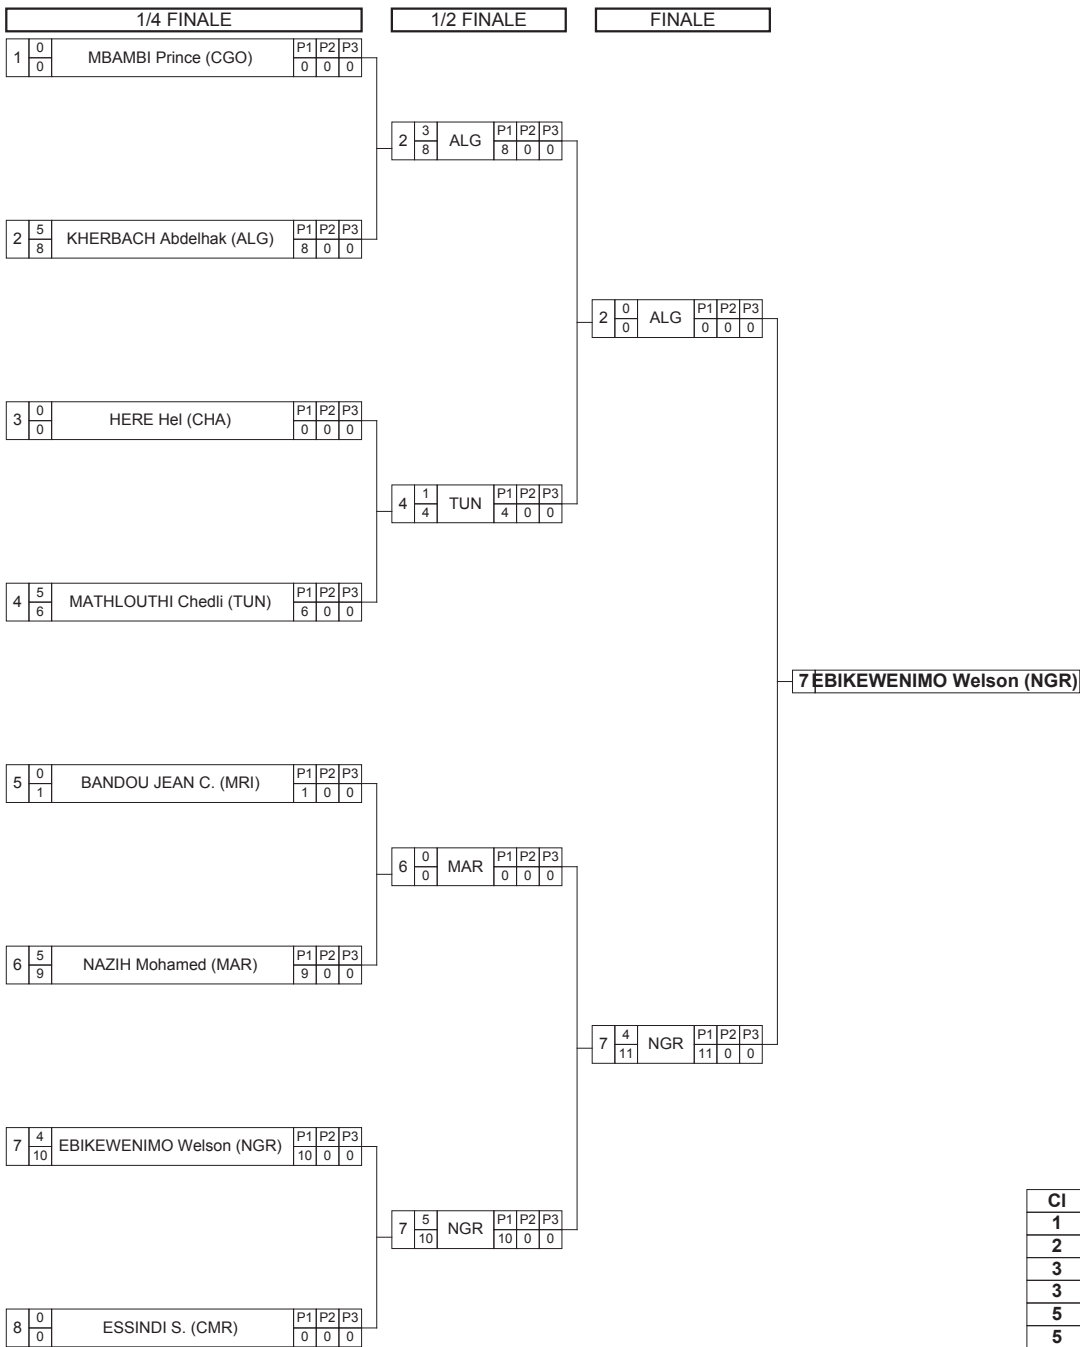 1/4 FINALE 1/2 FINALE FINALE
1 0 0 MBAMBI Prince (CGO) P1 P2 P3 0 0 0
2 3 8 ALG P1 P2 P3 8 0 0
2 5 8 KHERBACH Abdelhak (ALG) P1 P2 P3 8 0 0
2 0 0 ALG P1 P2 P3 0 0 0
3 0 0 HERE Hel (CHA) P1 P2 P3 0 0 0
4 1 4 TUN P1 P2 P3 4 0 0
4 5 6 MATHLOUTHI Chedli (TUN) P1 P2 P3 6 0 0
7 EBIKEWENIMO Welson (NGR)
5 0 1 BANDOU JEAN C. (MRI) P1 P2 P3 1 0 0
6 0 0 MAR P1 P2 P3 0 0 0
6 5 9 NAZIH Mohamed (MAR) P1 P2 P3 9 0 0
7 4 11 NGR P1 P2 P3 11 0 0
7 4 10 EBIKEWENIMO Welson (NGR) P1 P2 P3 10 0 0
7 5 10 NGR P1 P2 P3 10 0 0
8 0 0 ESSINDI S. (CMR) P1 P2 P3 0 0 0
Cl
1
2
3
3
5
5